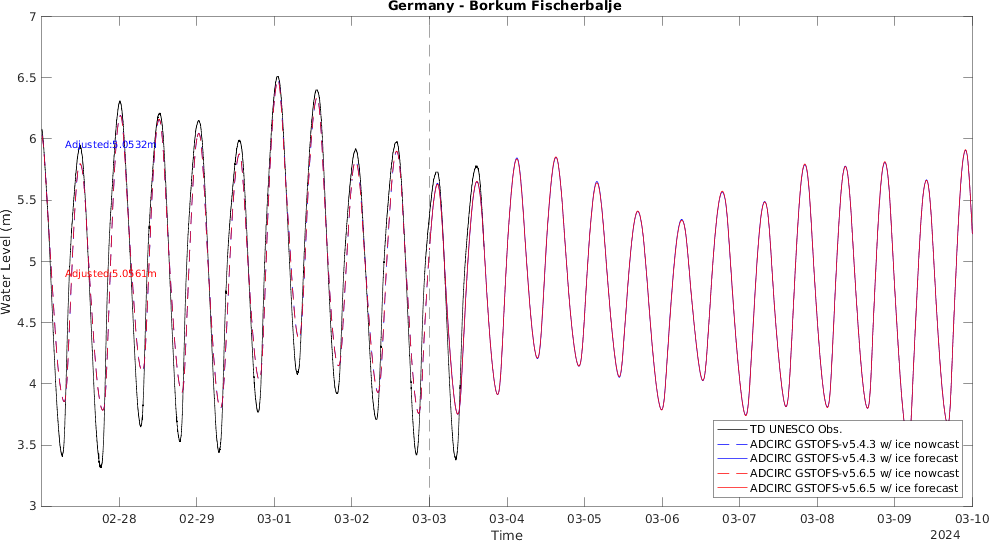 Germany - Borkum Fischerbalje
7
6.5
6
5.5
5
4.5
4
3.5
3
Water Level (m)
Adjusted:5.0532m
Adjusted:5.0561m
TD UNESCO Obs.
ADCIRC GSTOFS-v5.4.3 w/ ice nowcast
ADCIRC GSTOFS-v5.4.3 w/ ice forecast
ADCIRC GSTOFS-v5.6.5 w/ ice nowcast
ADCIRC GSTOFS-v5.6.5 w/ ice forecast
02-28 02-29 03-01 03-02 03-03 03-04 03-05 03-06 03-07 03-08 03-09 03-10
Time
2024